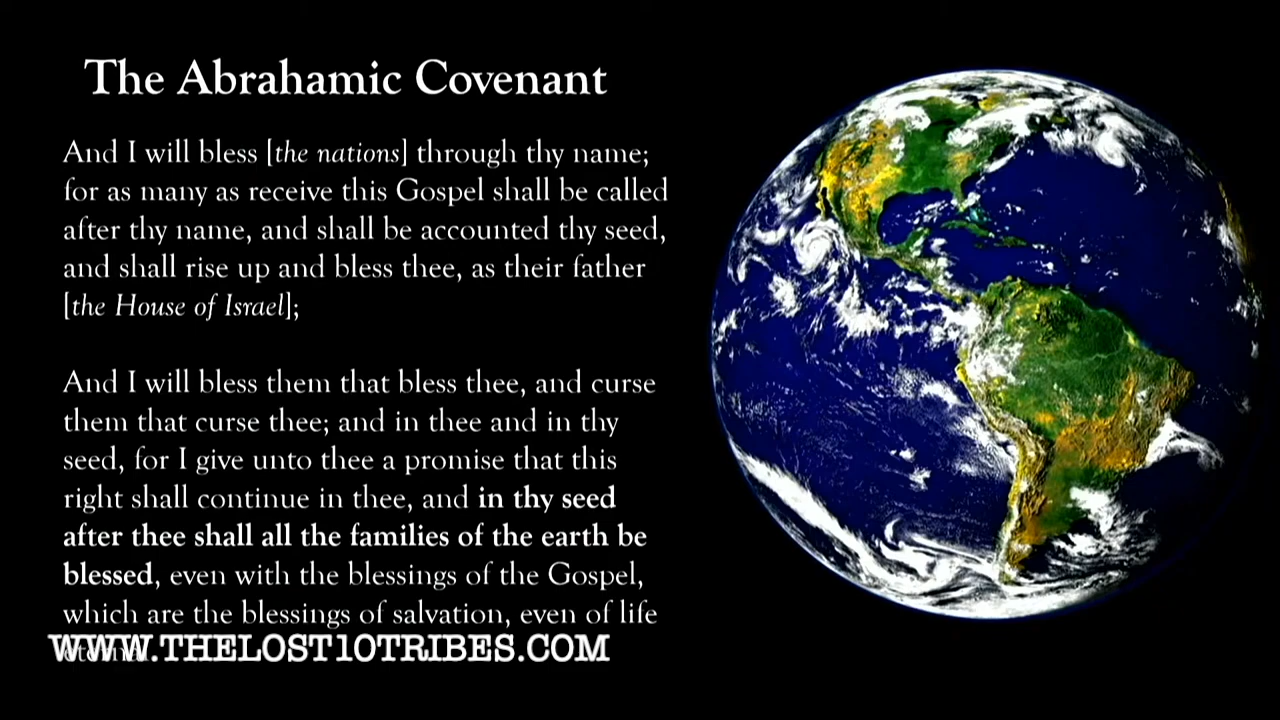 The Abrahamic Covenant
And I will bless [the nations] through thy name;
for as many as receive this Gospel shall be called
after thy name, and shall be accounted thy seed,
and shall rise up and bless thee, as their father
[the House of Israel];
And I will bless them that bless thee, and curse
them that curse thee; and in thee and in thy
seed, for I give unto thee a promise that this
right shall continue in thee, and in thy seed
after thee shall all the families of the earth be
blessed, even with the blessings of the Gospel,
which are the blessings of salvation, even of life
WWW.THELOST10TRIBES.COM